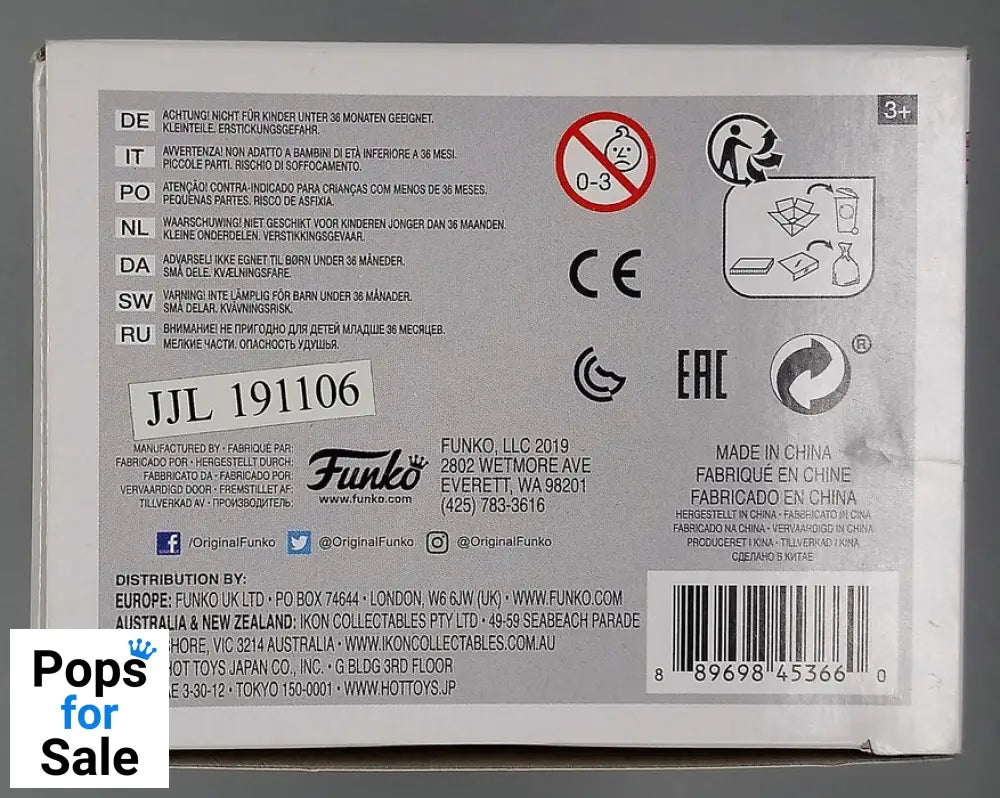 DE ACHTUNG! NICHT FÜR KINDER UNTER 36 MONATEN GEEIGNET.
KLEINTEILE. ERSTICKUNGSGEFAHR.
IT AVVERTENZA! NON ADATTO A BAMBINI DI ETÀ INFERIORE A 36 MESI.
PICCOLE PARTI. RISCHIO DI SOFFOCAMENTO.
PO ATENÇÃO! CONTRA-INDICADO PARA CRIANÇAS COM MENOS DE 36 MESES.
PEQUENAS PARTES. RISCO DE ASFIXIA.
NL WAARSCHUWING! NIET GESCHIKT VOOR KINDEREN JONGER DAN 36 MAANDEN.
KLEINE ONDERDELEN. VERSTIKKINGSGEVAAR.
DA ADVARSEL! IKKE EGNET TIL BØRN UNDER 36 MÅNEDER.
SMÅ DELE. KVÆLNINGSFARE.
SW VARNING! INTE LÄMPLIG FÖR BARN UNDER 36 MÅNADER.
SMÅ DELAR. KVÄVNINGSRISK.
RU ВНИМАНИЕ! НЕ ПРИГОДНО ДЛЯ ДЕТЕЙ МЛАДШЕ 36 МЕСЯЦЕВ.
МЕЛКИЕ ЧАСТИ. ОПАСНОСТЬ УДУШЬЯ.
0-3
3+
CE
EAC
®
JJL 191106
MANUFACTURED BY • FABRIQUÉ PAR:
FABRICADO POR • HERGESTELLT DURCH:
FABBRICATO DA • FABRICADO POR:
VERVAARDIGD DOOR • FREMSTILLET AF:
TILLVERKAD AV • ПРОИЗВОДИТЕЛЬ:
Funko
www.funko.com
FUNKO, LLC 2019
2802 WETMORE AVE
EVERETT, WA 98201
(425) 783-3616
MADE IN CHINA
FABRIQUÉ EN CHINE
FABRICADO EN CHINA
HERGESTELLT IN CHINA • FABBRICATO IN CINA
FABRICADO NA CHINA • VERVAARDIGD IN CHINA
PRODUCERET I KINA • TILLVERKAD I KINA
СДЕЛАНО В КИТАЕ
/OriginalFunko @OriginalFunko @OriginalFunko
DISTRIBUTION BY:
EUROPE: FUNKO UK LTD • PO BOX 74644 • LONDON, W6 6JW (UK) • WWW.FUNKO.COM
AUSTRALIA & NEW ZEALAND: IKON COLLECTABLES PTY LTD • 49-59 SEABEACH PARADE
SHORE, VIC 3214 AUSTRALIA • WWW.IKONCOLLECTABLES.COM.AU
HOT TOYS JAPAN CO., INC. • G BLDG 3RD FLOOR
AE 3-30-12 • TOKYO 150-0001 • WWW.HOTTOYS.JP
8 89698 45366 0
Pops
for
Sale